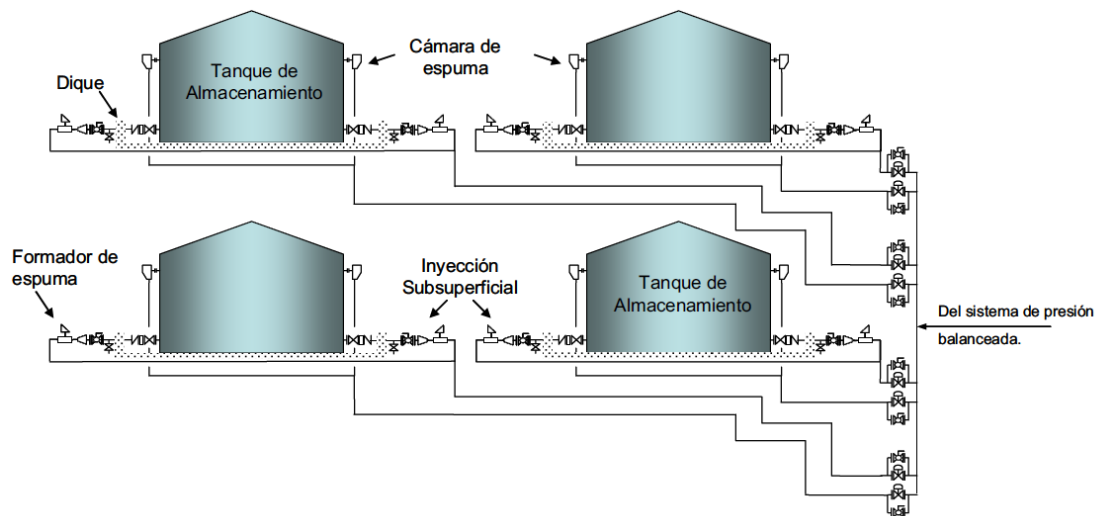 Cámara de
espuma
Tanque de
Almacenamiento
Dique
Formador de
espuma
Inyección
Subsuperficial
Tanque de
Almacenamiento
Del sistema de presión
balanceada.